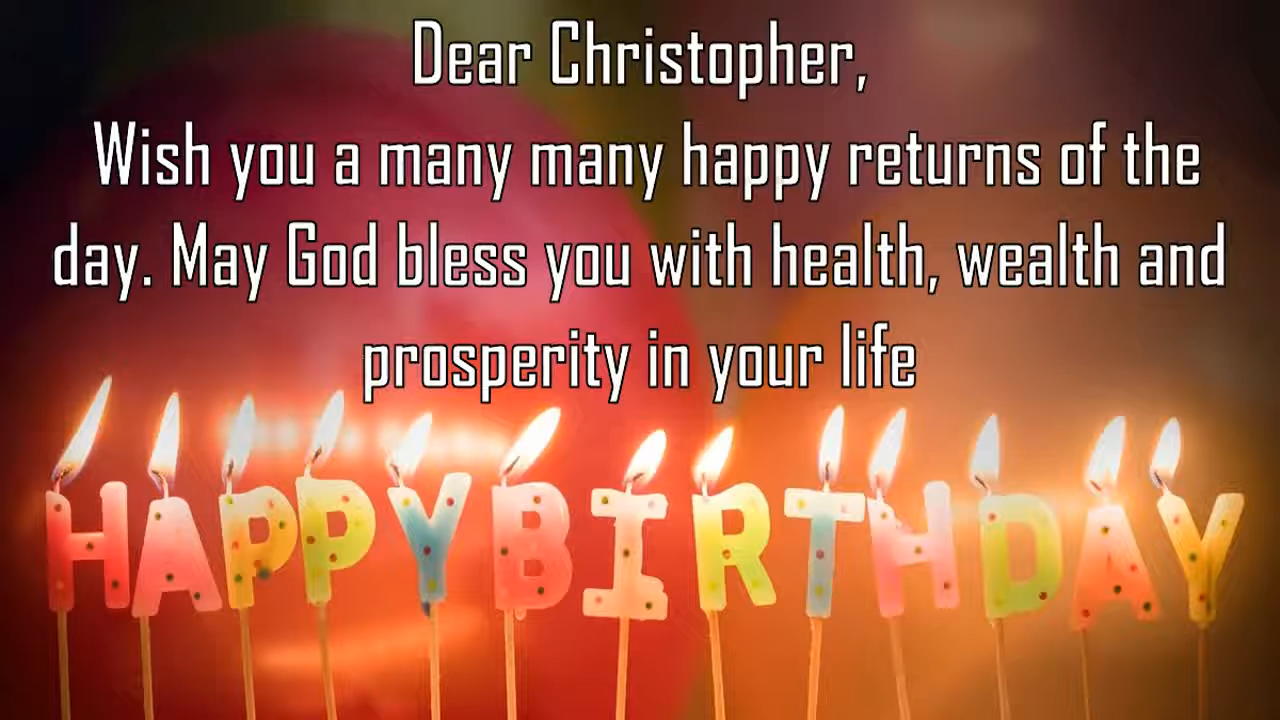 Dear Christopher,
Wish you a many many happy returns of the
day. May God bless you with health, wealth and
prosperity in your life
HAPPY BIRTHDAY